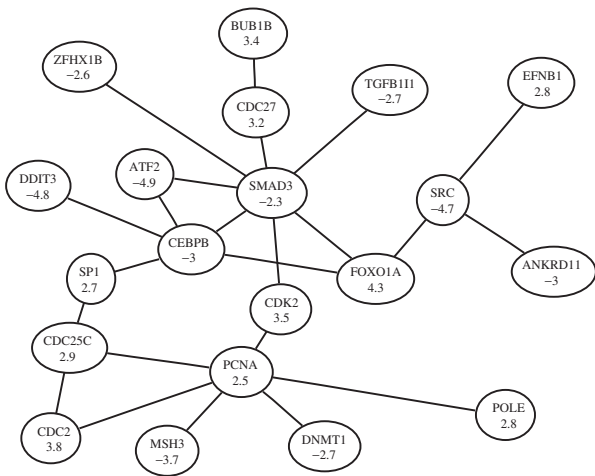 BUB1B
3.4
ZFHX1B
−2.6
TGFB1I1
−2.7
EFNB1
2.8
CDC27
3.2
ATF2
−4.9
DDIT3
−4.8
SMAD3
−2.3
SRC
−4.7
CEBPB
−3
SP1
2.7
FOXO1A
4.3
ANKRD11
−3
CDK2
3.5
CDC25C
2.9
PCNA
2.5
POLE
2.8
CDC2
3.8
MSH3
−3.7
DNMT1
−2.7